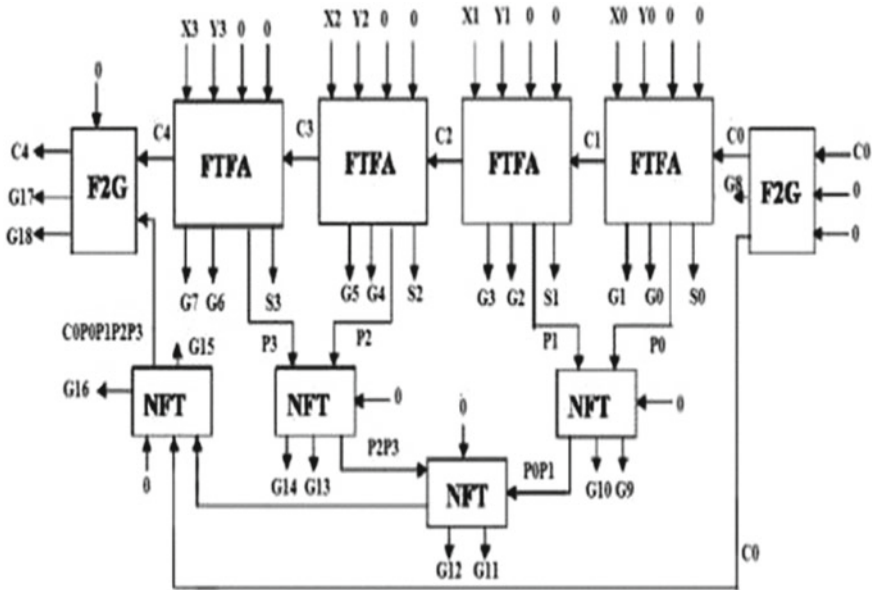 X3 Y3 0 0 X2 Y2 0 0 X1 Y1 0 0 X0 Y0 0 0
0
C4 C4 C3 C2 C1 C0 C0
F2G FTFA FTFA FTFA FTFA F2G
G17 G8 0
G18 0
G7 G6 S3 G5 G4 S2 G3 G2 S1 G1 G0 S0
C0P0P1P2P3 G15 P3 P2 P1 P0
G16 NFT NFT 0 0 NFT 0
0 G14 G13 P2P3 NFT P0P1 G10 G9
G12 G11 C0